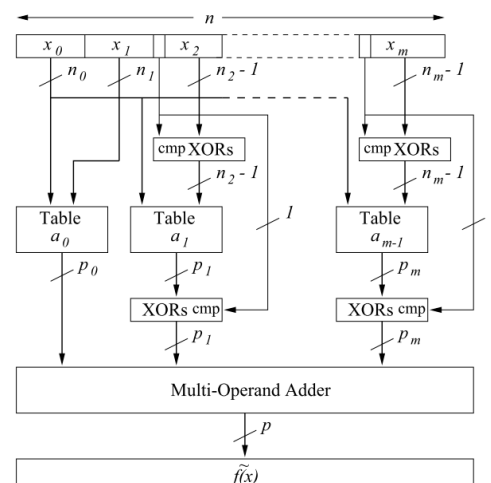 n
x0 x1 x2 xm
n0 n1 n2 - 1 nm - 1
cmp XORs cmp XORs
n2 - 1 nm - 1
Table Table 1 Table
a0 a1 am-1
p0 p1 pm
XORs cmp XORs cmp
p1 pm
Multi-Operand Adder
p
f̃(x)